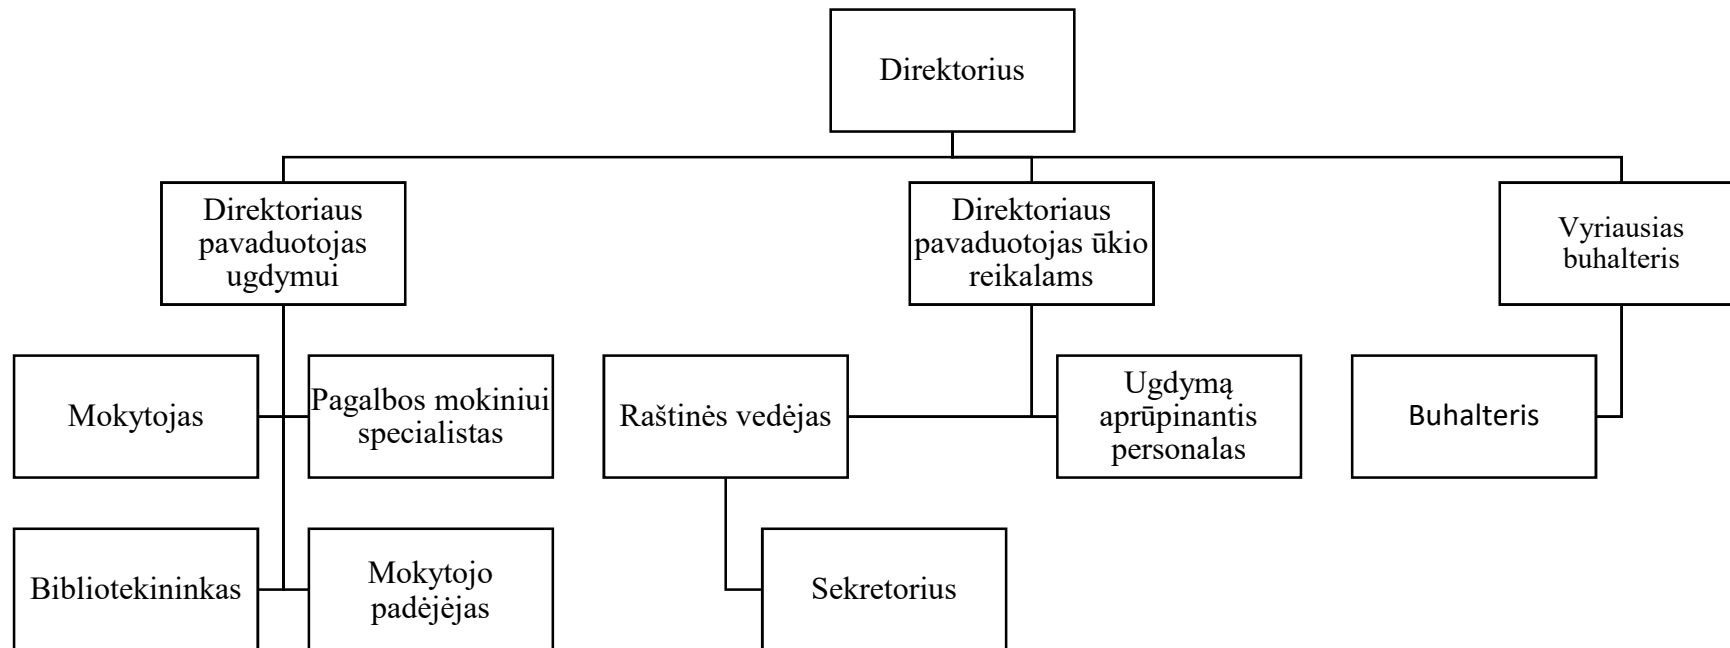 Direktorius
Direktoriaus
pavaduotojas
ugdymui
Direktoriaus
pavaduotojas ūkio
reikalams
Vyriausias
buhalteris
Mokytojas
Pagalbos mokiniui
specialistas
Raštinės vedėjas
Ugdymą
aprūpinantis
personalas
Buhalteris
Bibliotekininkas
Mokytojo
padėjėjas
Sekretorius